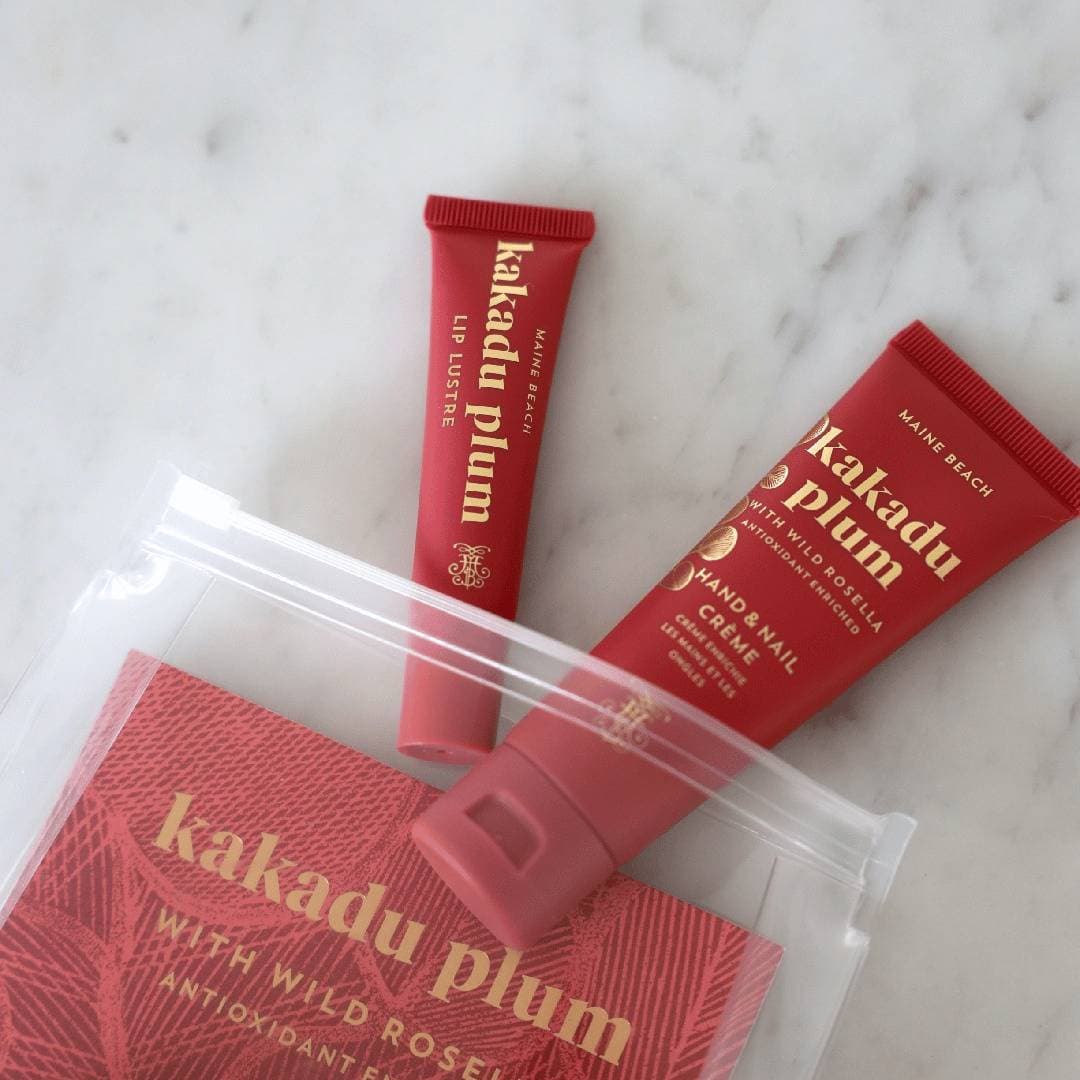 MAINE BEACH
kakadu plum
LIP LUSTRE
MAINE BEACH
kakadu
plum
WITH WILD ROSELLA
ANTIOXIDANT ENRICHED
HAND & NAIL
CRÈME
CRÈME ENRICHIE
LES MAINS ET LES
ONGLES
kakadu plum
WITH WILD ROSEL
ANTIOXIDANT EN